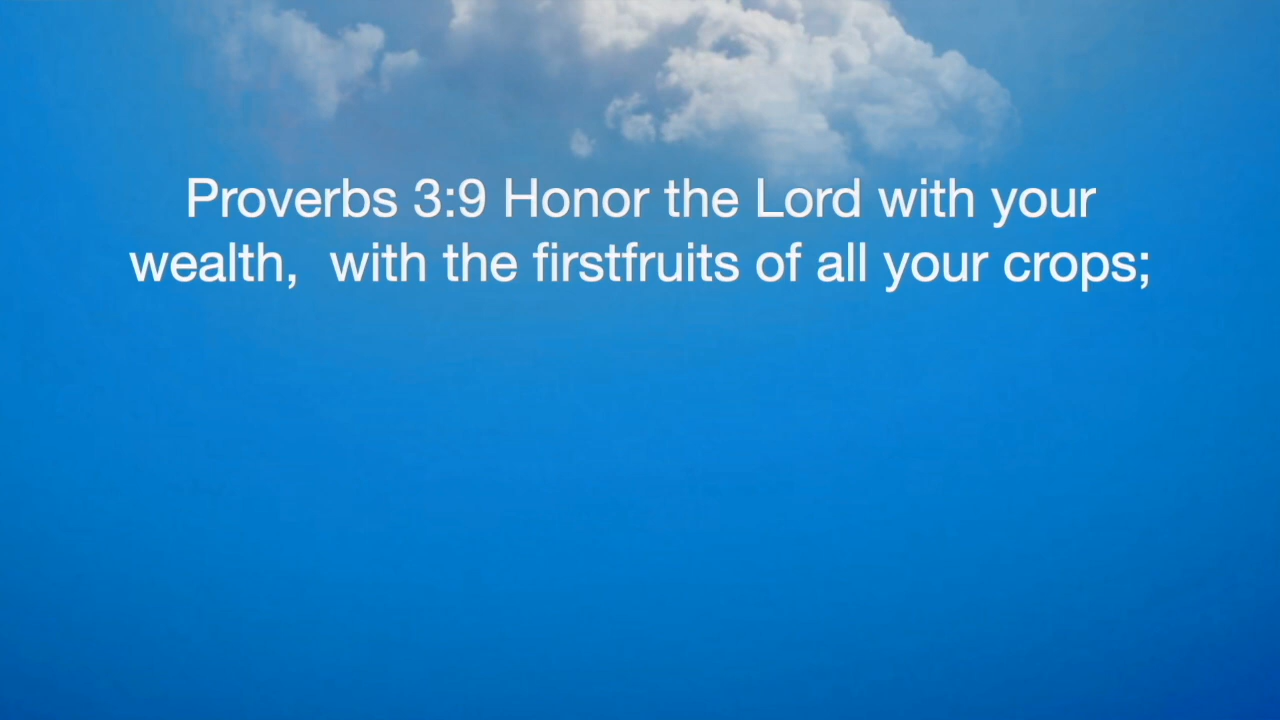 Proverbs 3:9 Honor the Lord with your
wealth,  with the firstfruits of all your crops;